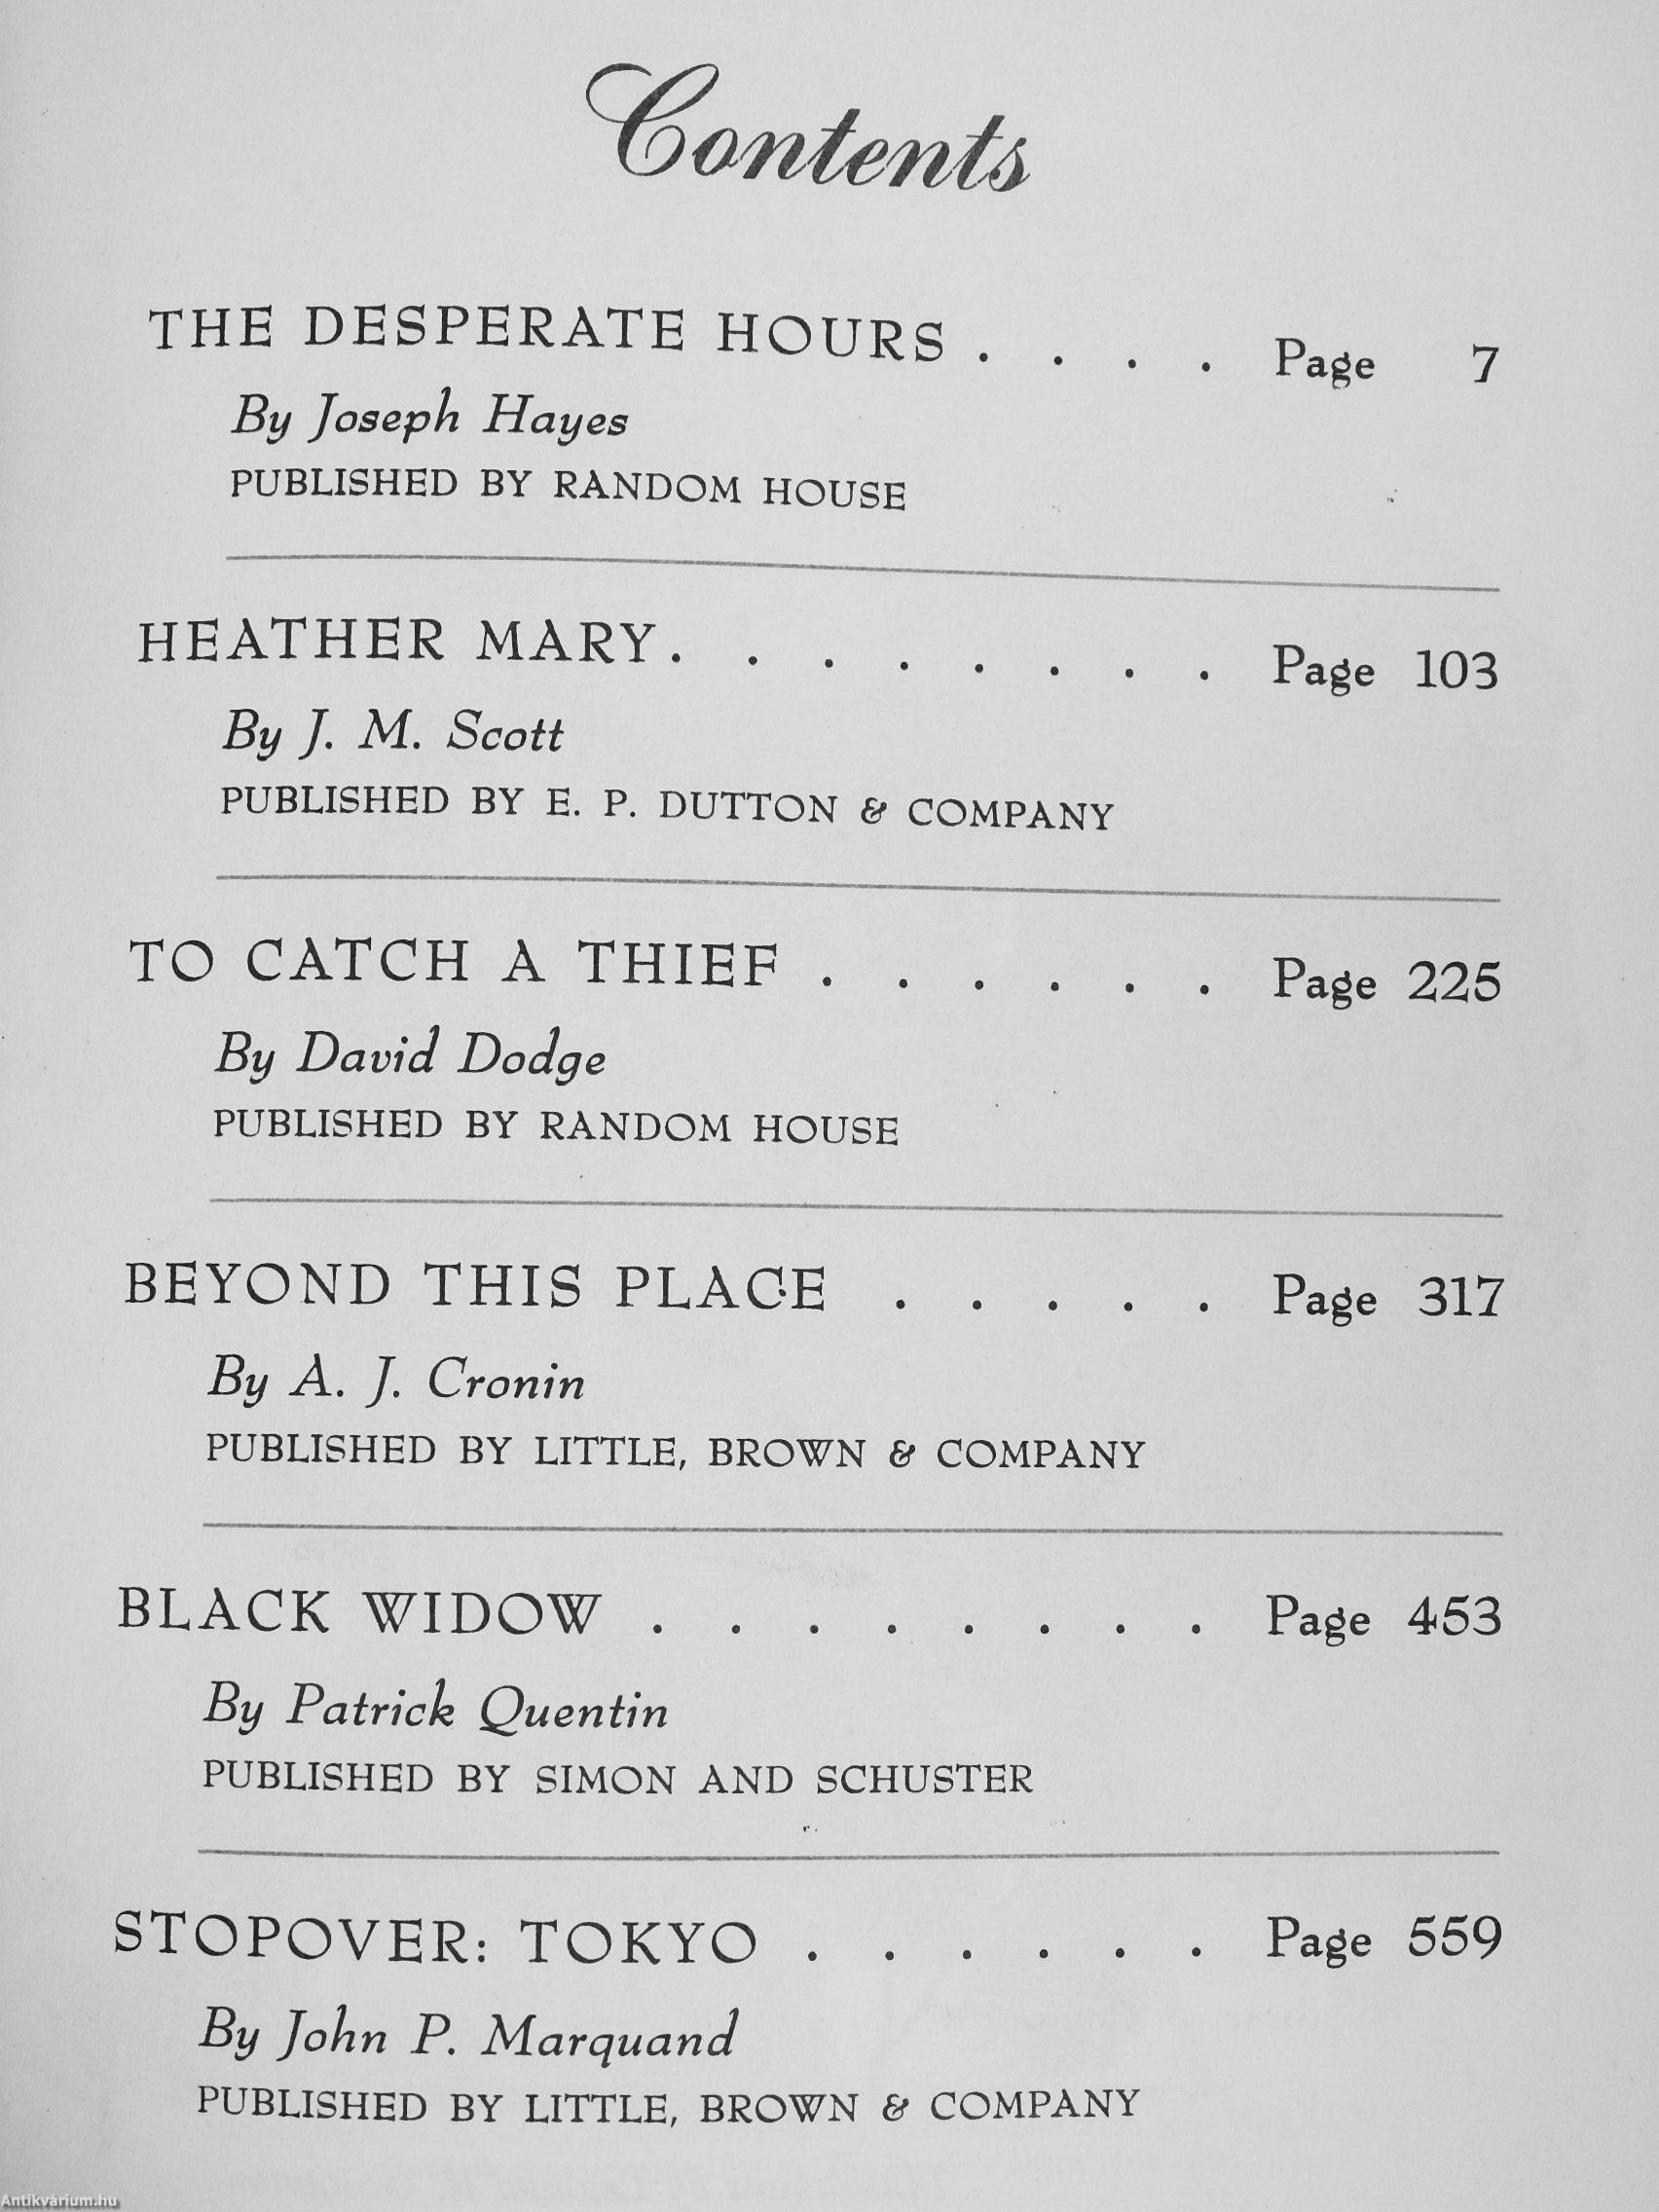 Contents
THE DESPERATE HOURS . . . . Page 7
By Joseph Hayes
PUBLISHED BY RANDOM HOUSE
HEATHER MARY. . . . . . . . Page 103
By J. M. Scott
PUBLISHED BY E. P. DUTTON & COMPANY
TO CATCH A THIEF . . . . . . Page 225
By David Dodge
PUBLISHED BY RANDOM HOUSE
BEYOND THIS PLACE . . . . . Page 317
By A. J. Cronin
PUBLISHED BY LITTLE, BROWN & COMPANY
BLACK WIDOW . . . . . . . . Page 453
By Patrick Quentin
PUBLISHED BY SIMON AND SCHUSTER
STOPOVER: TOKYO . . . . . . Page 559
By John P. Marquand
PUBLISHED BY LITTLE, BROWN & COMPANY
Antikvárium.hu